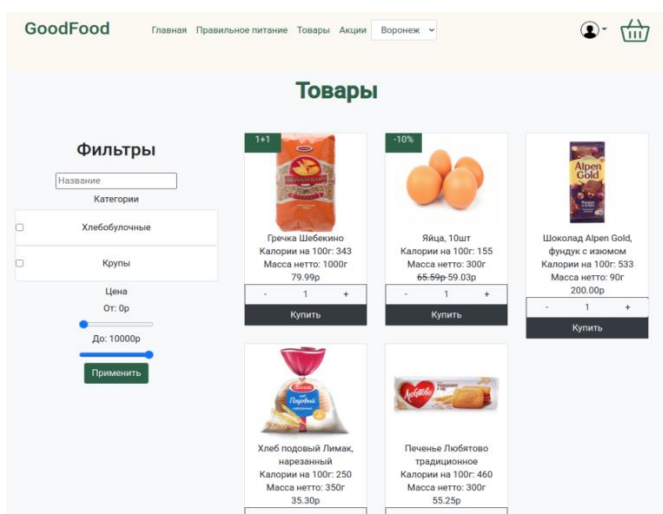 GoodFood
Главная Правильное питание Товары Акции Воронеж
Товары
Фильтры
Название
Категории
Хлебобулочные
Крупы
Цена
От: 0р
До: 10000р
Применить
1+1
Гречка Шебекино
Калории на 100г: 343
Масса нетто: 1000г
79.99р
- 1 +
Купить
-10%
Яйца, 10шт
Калории на 100г: 155
Масса нетто: 300г
65.59р 59.03р
- 1 +
Купить
Alpen
Gold
Шоколад Alpen Gold,
фундук с изюмом
Калории на 100г: 533
Масса нетто: 90г
200.00р
- 1 +
Купить
Подовый
Хлеб подовый Лимак,
нарезанный
Калории на 100г: 250
Масса нетто: 350г
35.30р
Любятово
Печенье Любятово
традиционное
Калории на 100г: 460
Масса нетто: 300г
55.25р